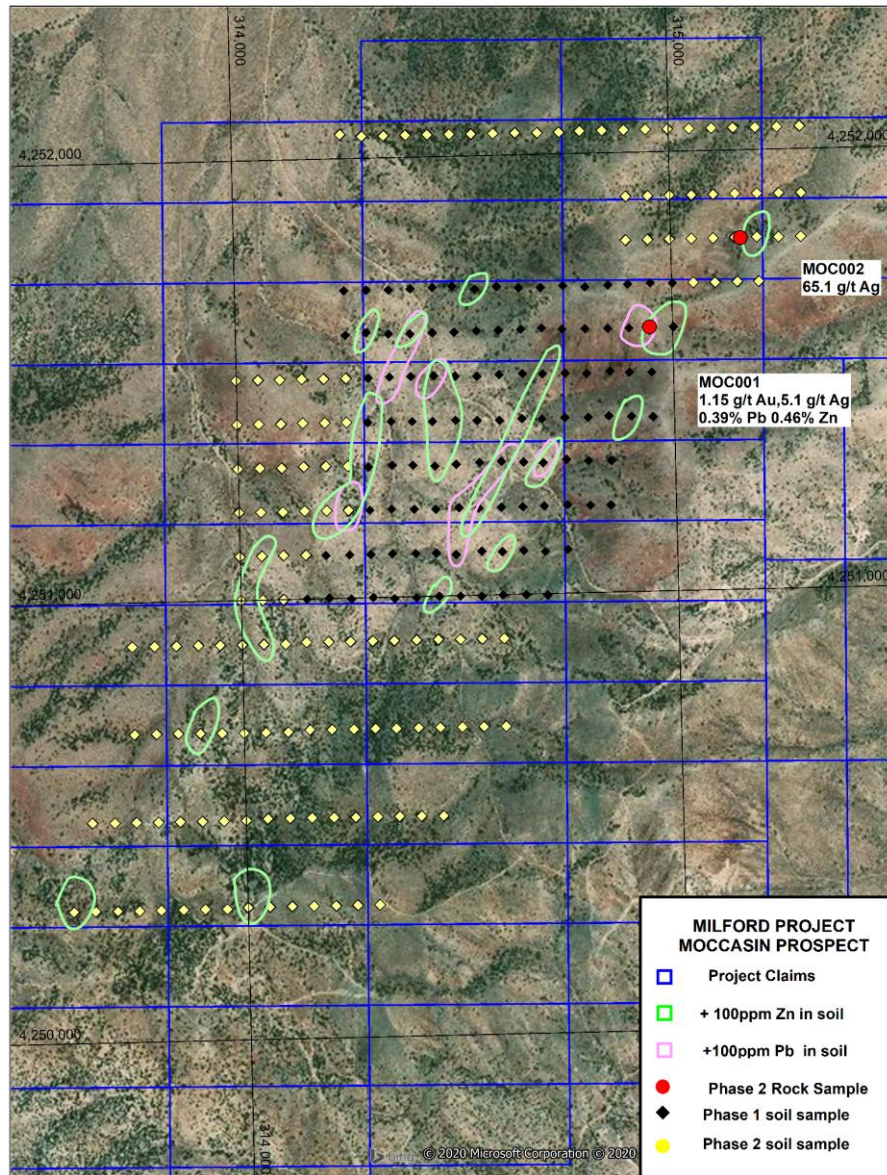 314,000
315,000
4,252,000
4,252,000
MOC002
65.1 g/t Ag
MOC001
1.15 g/t Au,5.1 g/t Ag
0.39% Pb 0.46% Zn
4,251,000
4,251,000
4,250,000
314,000
MILFORD PROJECT
MOCCASIN PROSPECT
Project Claims
+ 100ppm Zn in soil
+100ppm Pb in soil
Phase 2 Rock Sample
Phase 1 soil sample
Phase 2 soil sample
© 2020 Microsoft Corporation © 2020